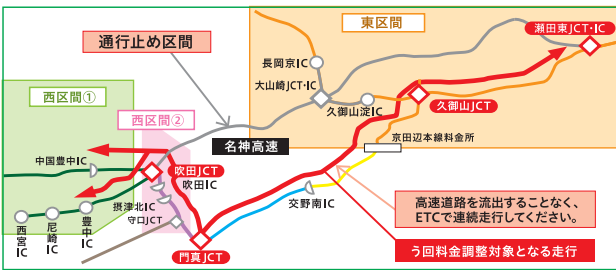 東区間
瀬田東JCT・IC
通行止め区間
長岡京IC
大山崎JCT・IC
西区間①
西区間②
久御山淀IC
久御山JCT
名神高速
京田辺本線料金所
中国豊中IC
吹田JCT
吹田IC
摂津北IC
守口JCT
交野南IC
高速道路を流出することなく、
ETCで連続走行してください。
西宮IC
尼崎IC
豊中IC
門真JCT
う回料金調整対象となる走行